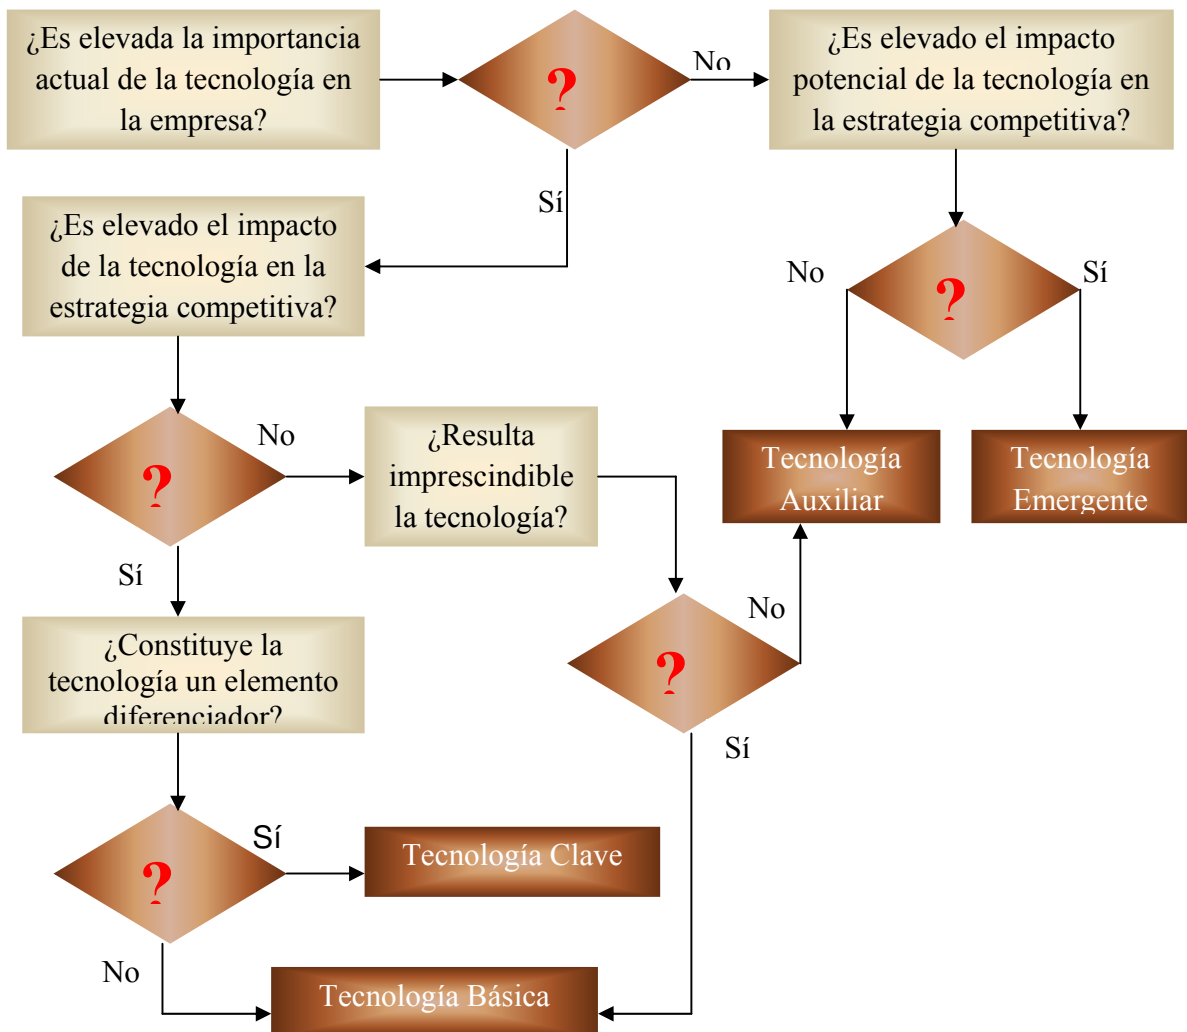 ¿Es elevada la importancia
actual de la tecnología en
la empresa?
?
No
¿Es elevado el impacto
potencial de la tecnología en
la estrategia competitiva?
Sí
¿Es elevado el impacto
de la tecnología en la
estrategia competitiva?
No
?
Sí
?
No
¿Resulta
imprescindible
la tecnología?
Tecnología
Auxiliar
Tecnología
Emergente
Sí
No
?
Sí
¿Constituye la
tecnología un elemento
diferenciador?
?
Sí
Tecnología Clave
No
Tecnología Básica